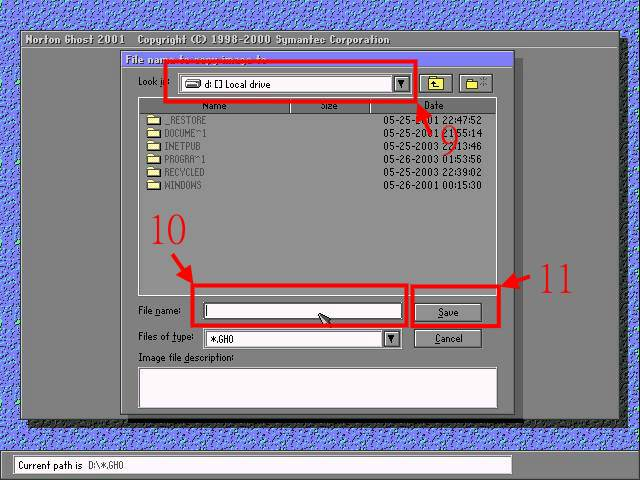 Norton Ghost 2001   Copyright (C) 1998-2000 Symantec Corporation
File name to copy image to
Look in: d: [] Local drive
9
Name Size Date
_RESTORE 05-25-2001 22:47:52
DOCUME~1 05-25-2001 21:55:14
INETPUB 05-25-2003 22:13:46
PROGRA~1 05-26-2003 01:53:56
RECYCLED 05-25-2003 22:39:02
WINDOWS 05-26-2001 00:15:30
10
11
File name: Save
Files of type: *.GHO Cancel
Image file description:
Current path is D:\*.GHO